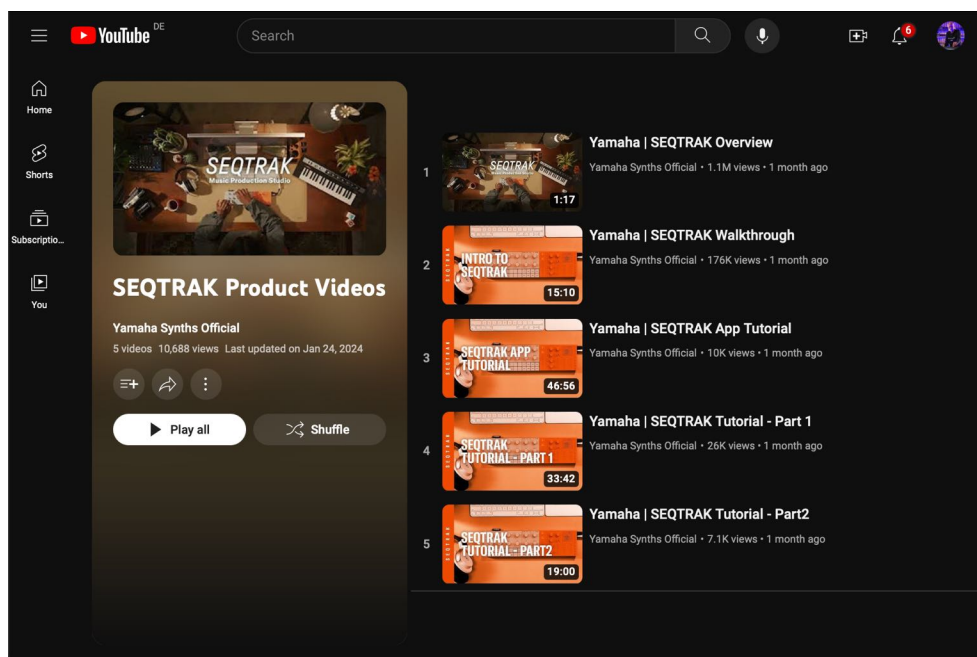 YouTube DE
Search
6
Home
Shorts
Subscriptio...
You
SEQTRAK
Music Production Studio
SEQTRAK Product Videos
Yamaha Synths Official
5 videos 10,688 views Last updated on Jan 24, 2024
Play all
Shuffle
1
SEQTRAK
1:17
Yamaha | SEQTRAK Overview
Yamaha Synths Official • 1.1M views • 1 month ago
2
SEQTRAK
INTRO TO
SEQTRAK
15:10
Yamaha | SEQTRAK Walkthrough
Yamaha Synths Official • 176K views • 1 month ago
3
SEQTRAK
SEQTRAK APP
TUTORIAL
46:56
Yamaha | SEQTRAK App Tutorial
Yamaha Synths Official • 10K views • 1 month ago
4
SEQTRAK
SEQTRAK
TUTORIAL - PART 1
33:42
Yamaha | SEQTRAK Tutorial - Part 1
Yamaha Synths Official • 26K views • 1 month ago
5
SEQTRAK
SEQTRAK
TUTORIAL - PART2
19:00
Yamaha | SEQTRAK Tutorial - Part2
Yamaha Synths Official • 7.1K views • 1 month ago